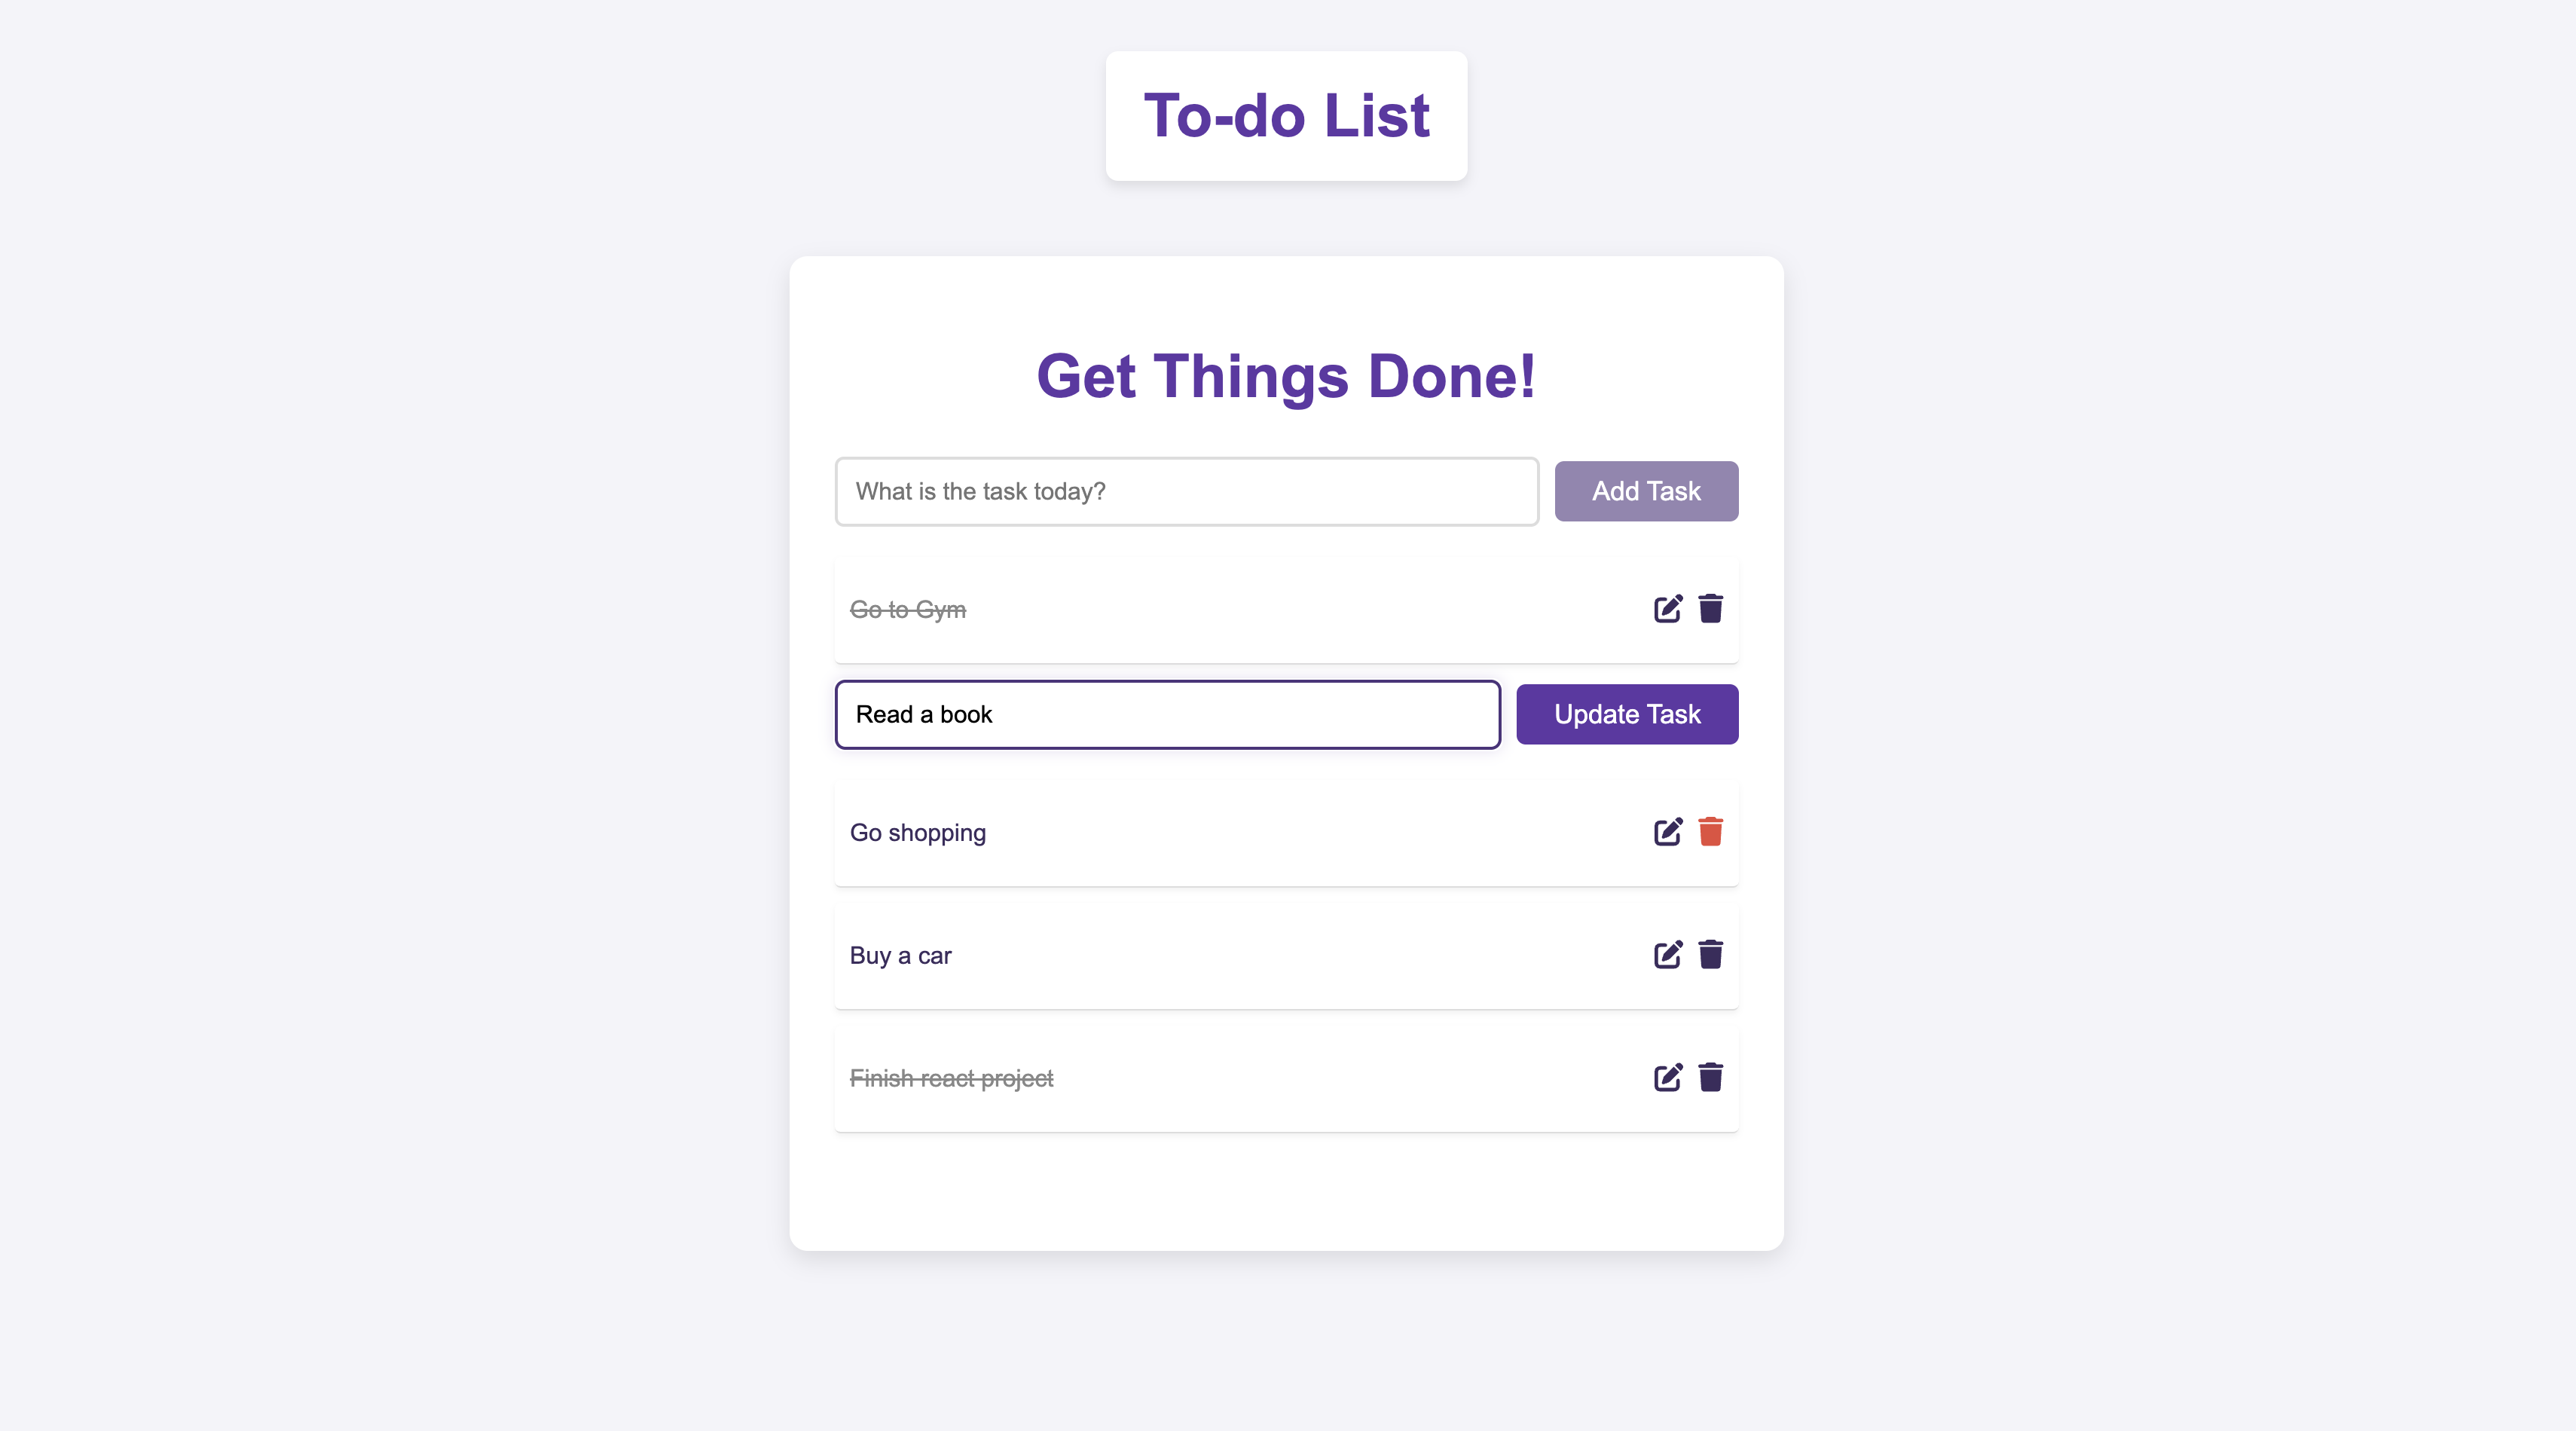 To-do List
Get Things Done!
What is the task today?
Add Task
Go to Gym
Read a book
Update Task
Go shopping
Buy a car
Finish react project